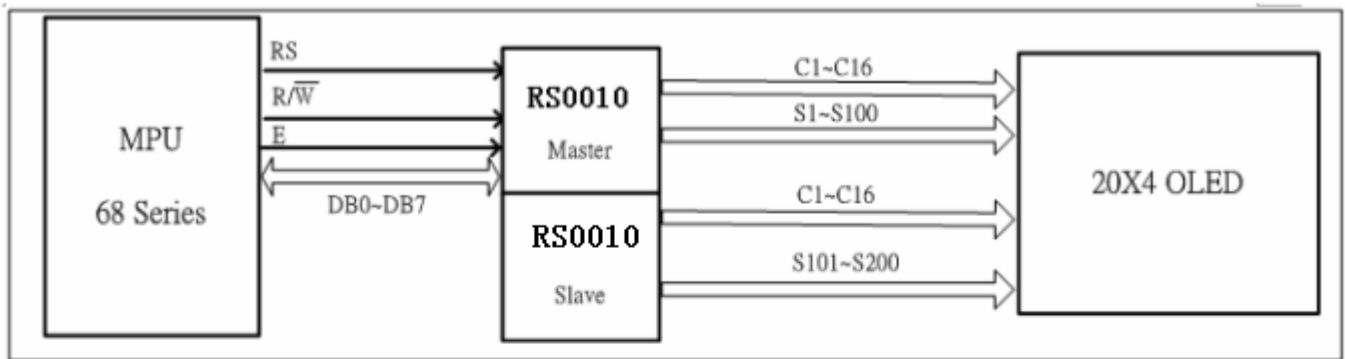 MPU
68 Series
RS
R/W̅
E
DB0~DB7
RS0010
Master
RS0010
Slave
C1~C16
S1~S100
C1~C16
S101~S200
20X4 OLED